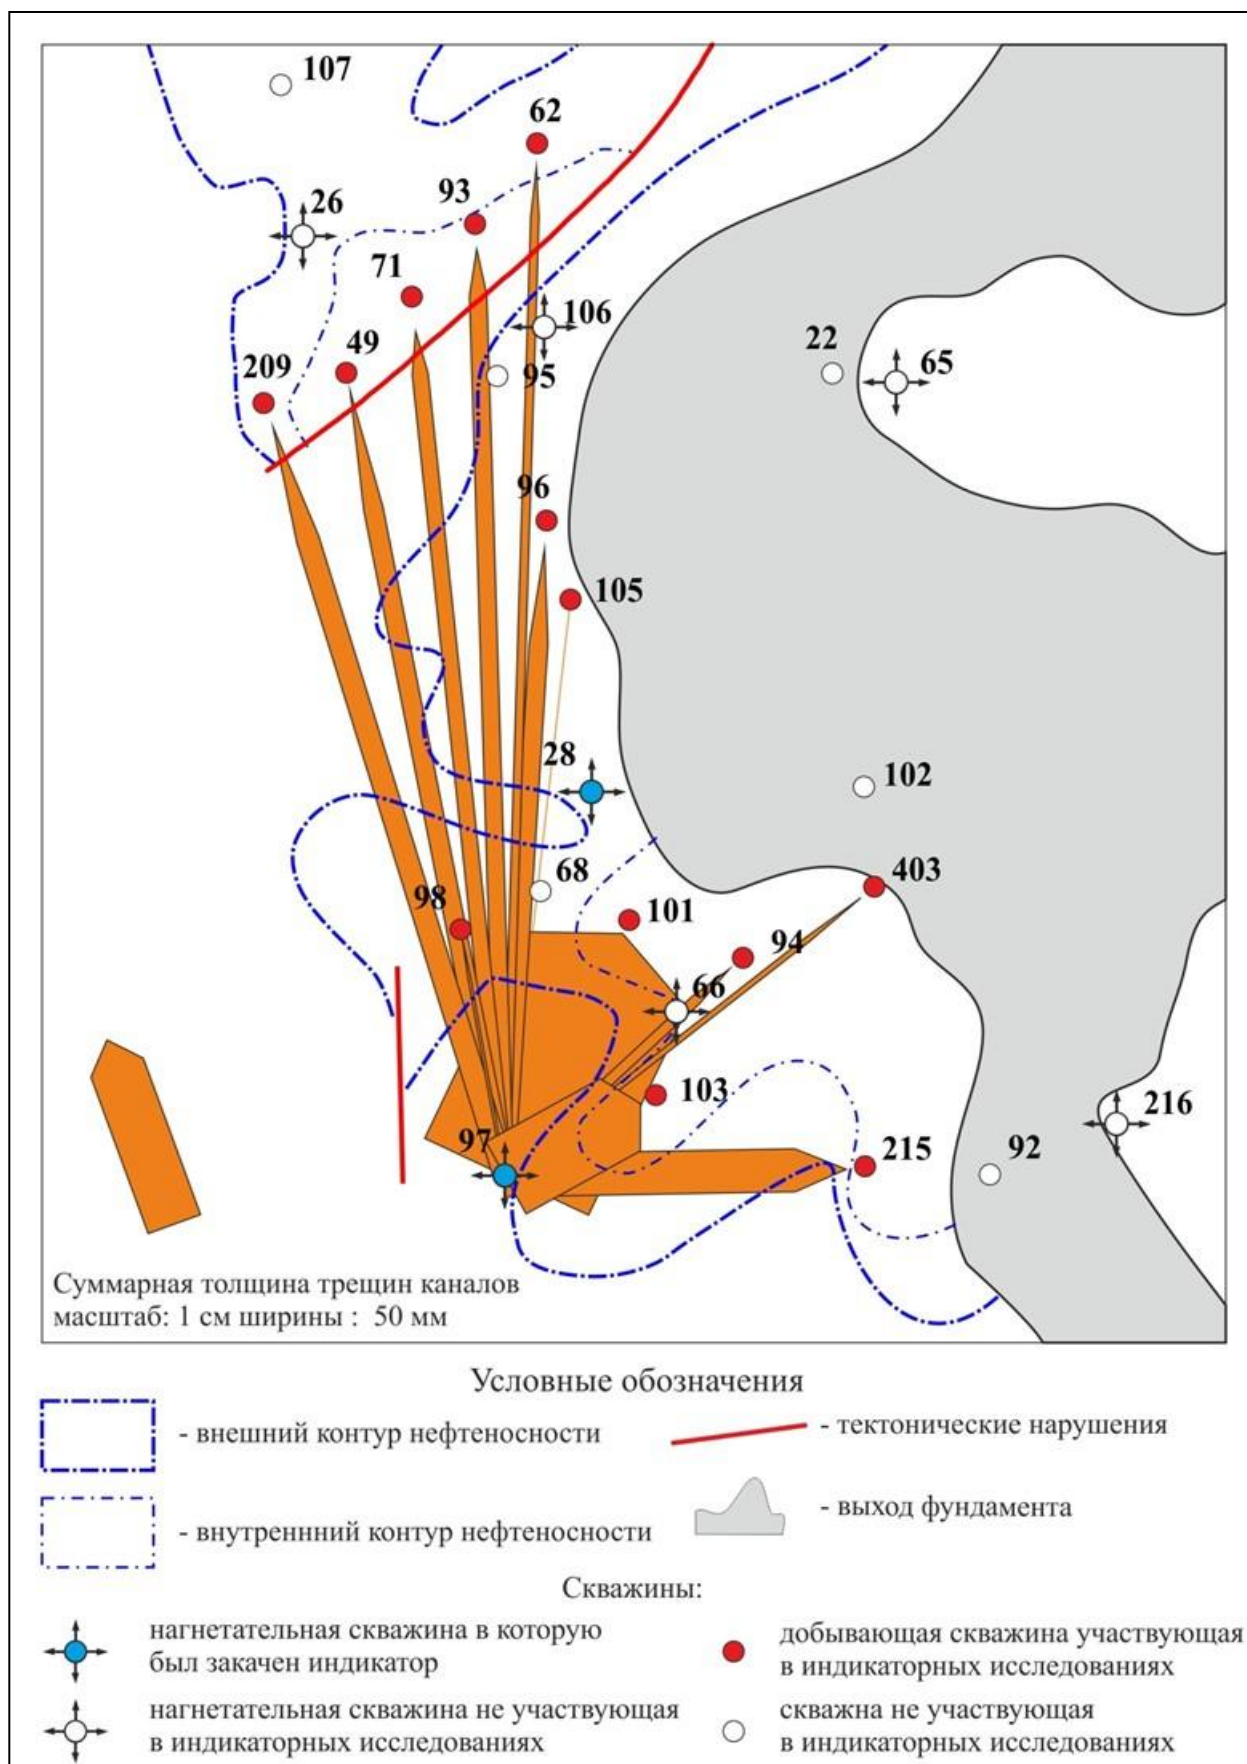 107
62
26
93
71
106
49
22
65
209
95
96
105
28
102
68
403
98
101
94
66
103
216
97
215
92
Суммарная толщина трещин каналов
масштаб: 1 см ширины : 50 мм
Условные обозначения
- внешний контур нефтеносности
- тектонические нарушения
- выход фундамента
- внутреннний контур нефтеносности
Скважины:
нагнетательная скважина в которую
был закачен индикатор
добывающая скважина участвующая
в индикаторных исследованиях
нагнетательная скважина не участвующая
в индикаторных исследованиях
скважна не участвующая
в индикаторных исследованиях